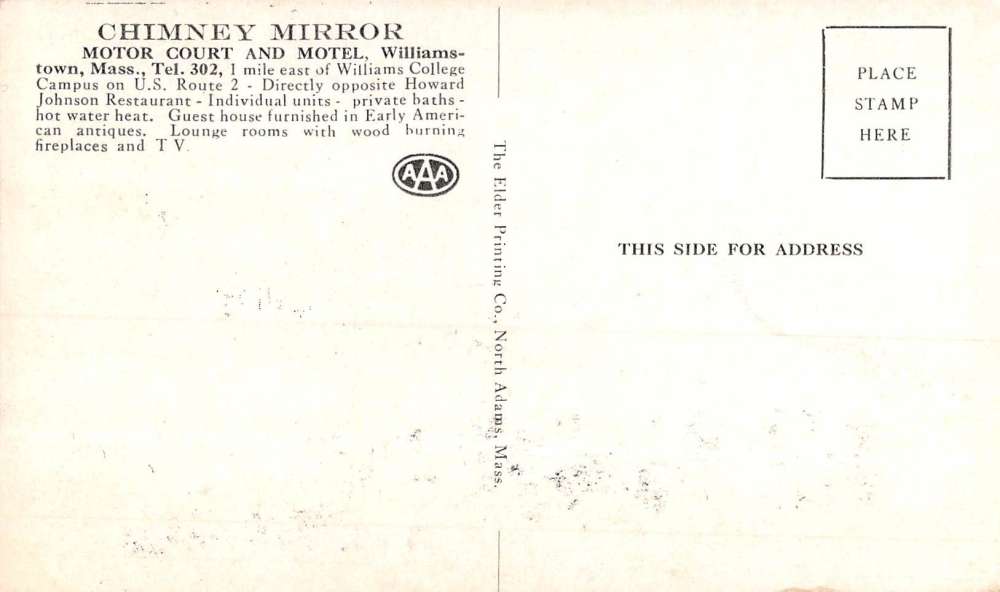 CHIMNEY MIRROR
MOTOR COURT AND MOTEL, Williams-
town, Mass., Tel. 302, 1 mile east of Williams College
Campus on U.S. Route 2 - Directly opposite Howard
Johnson Restaurant - Individual units - private baths -
hot water heat. Guest house furnished in Early Ameri-
can antiques. Lounge rooms with wood burning
fireplaces and T V
AAA
The Elder Printing Co., North Adams, Mass.
PLACE
STAMP
HERE
THIS SIDE FOR ADDRESS